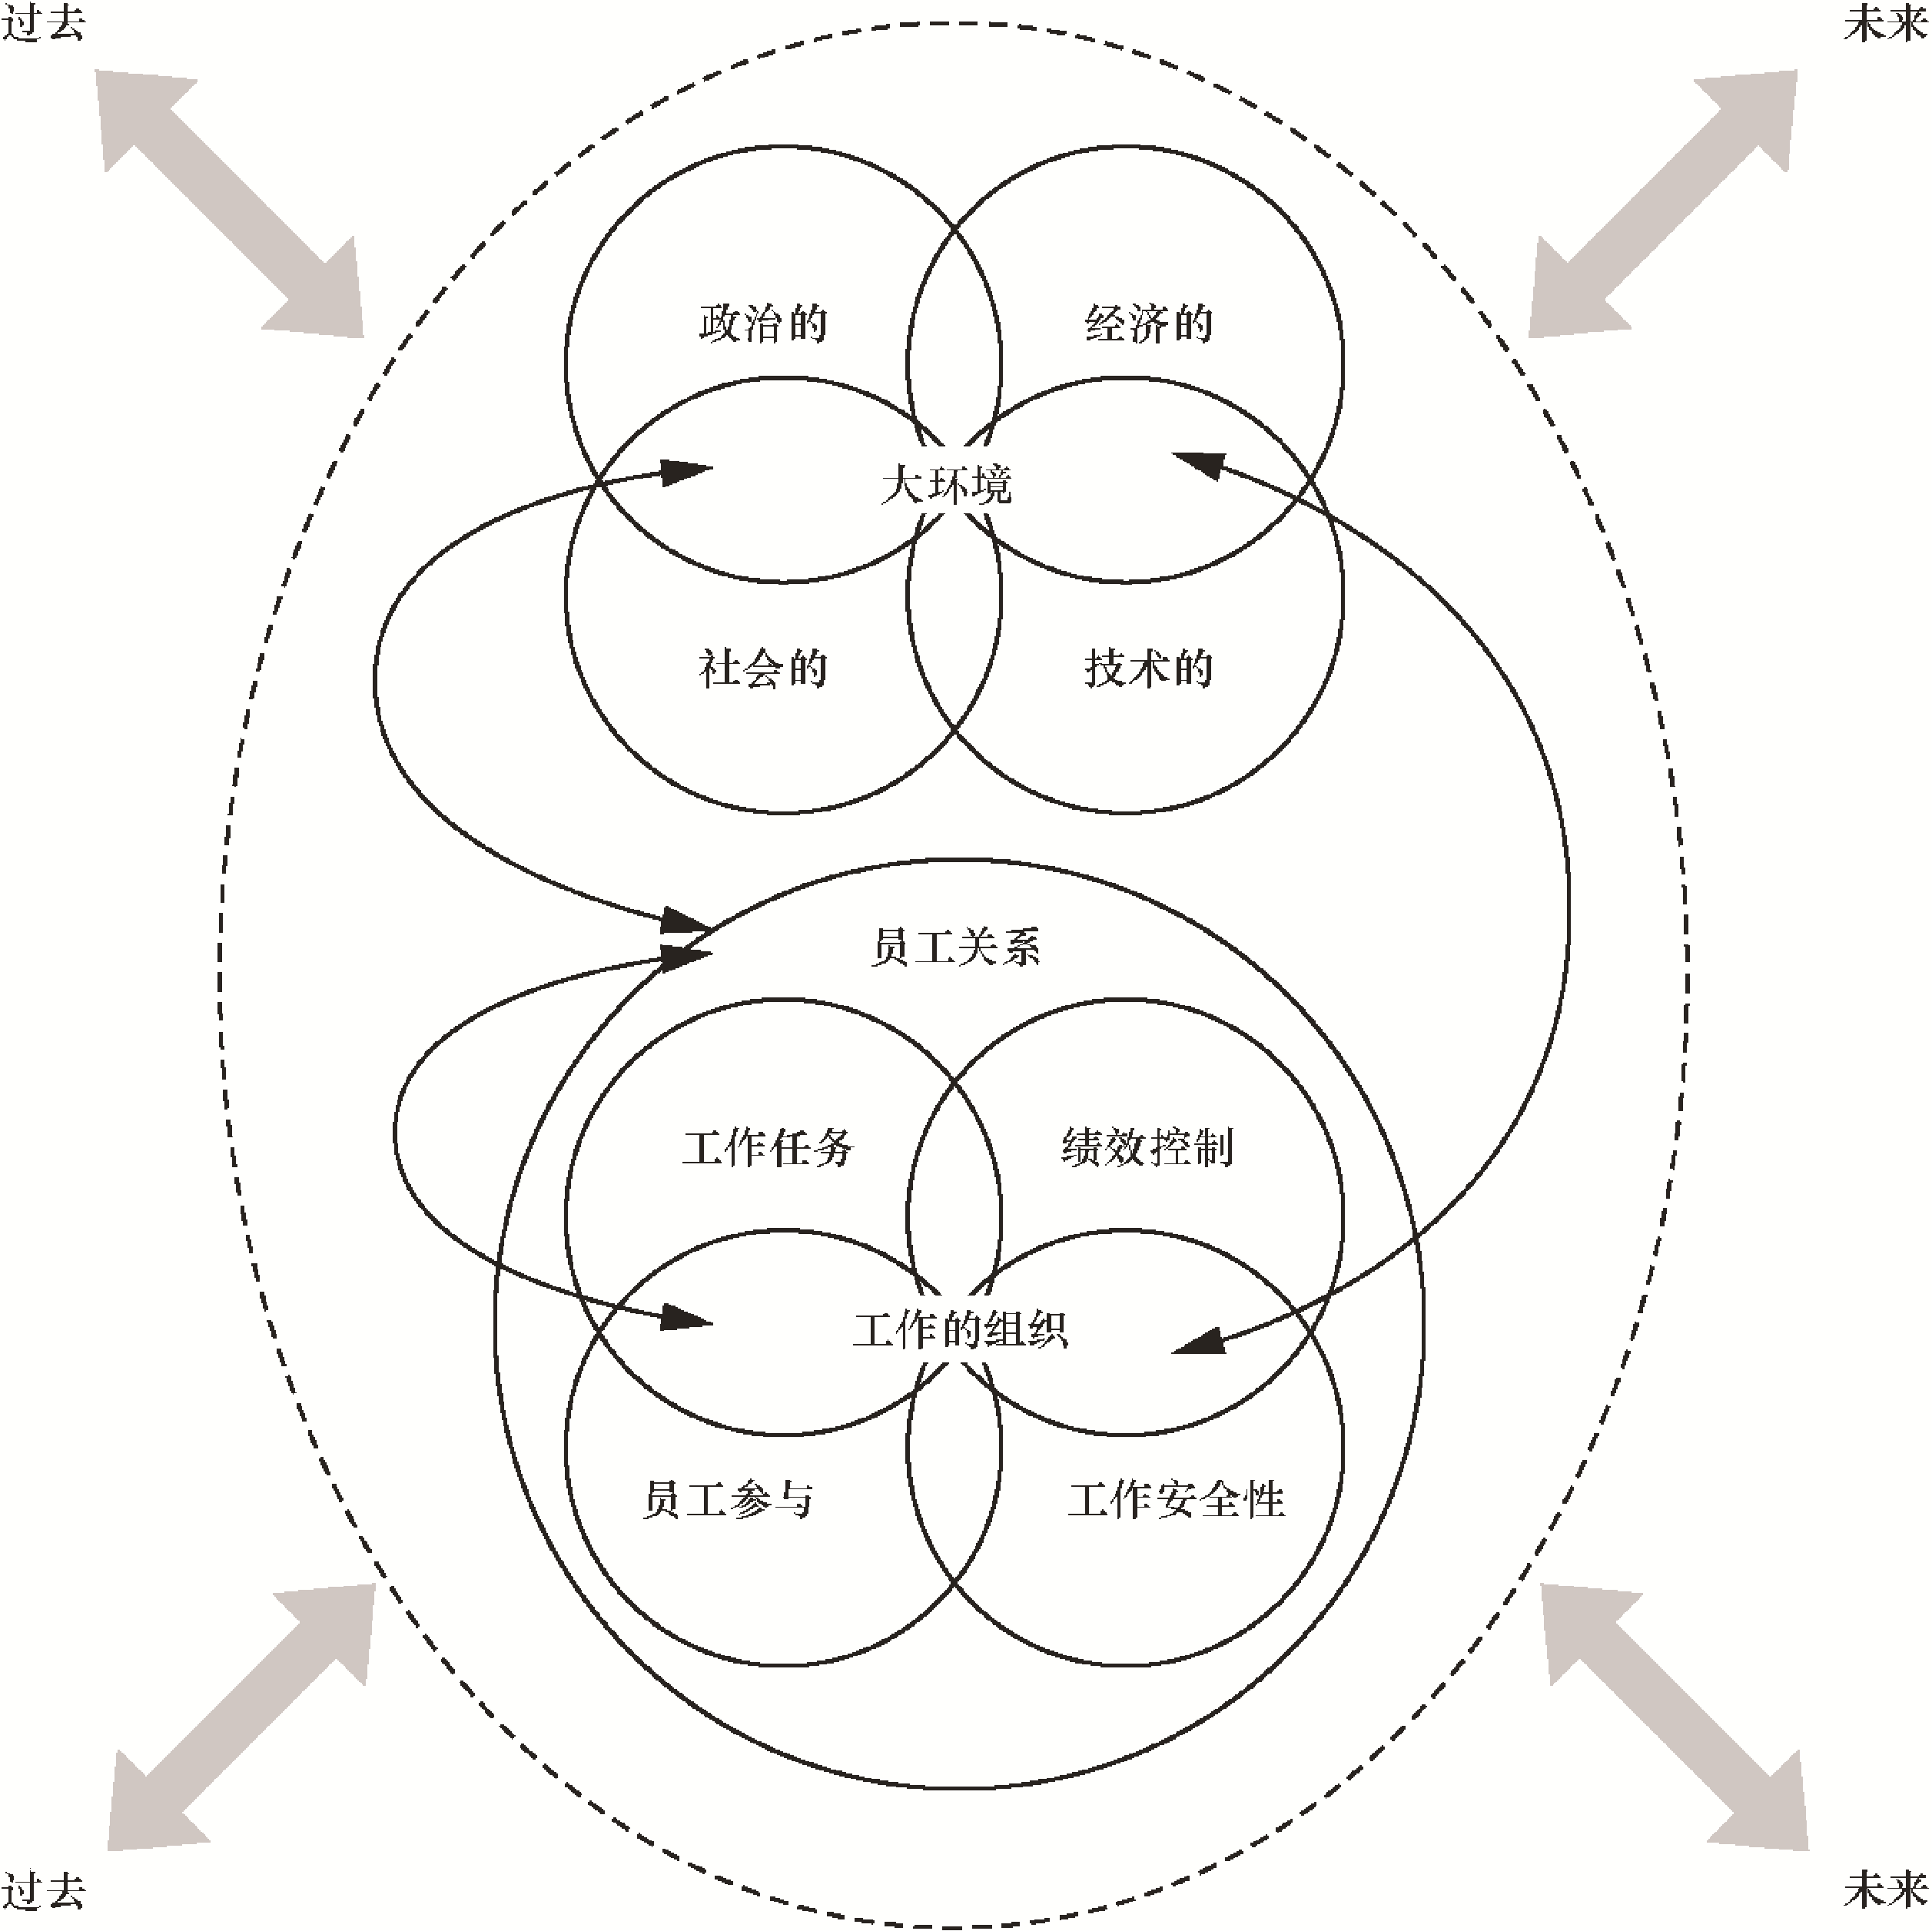 过去
未来
政治的
经济的
大环境
社会的
技术的
员工关系
工作任务
绩效控制
工作的组织
员工参与
工作安全性
过去
未来